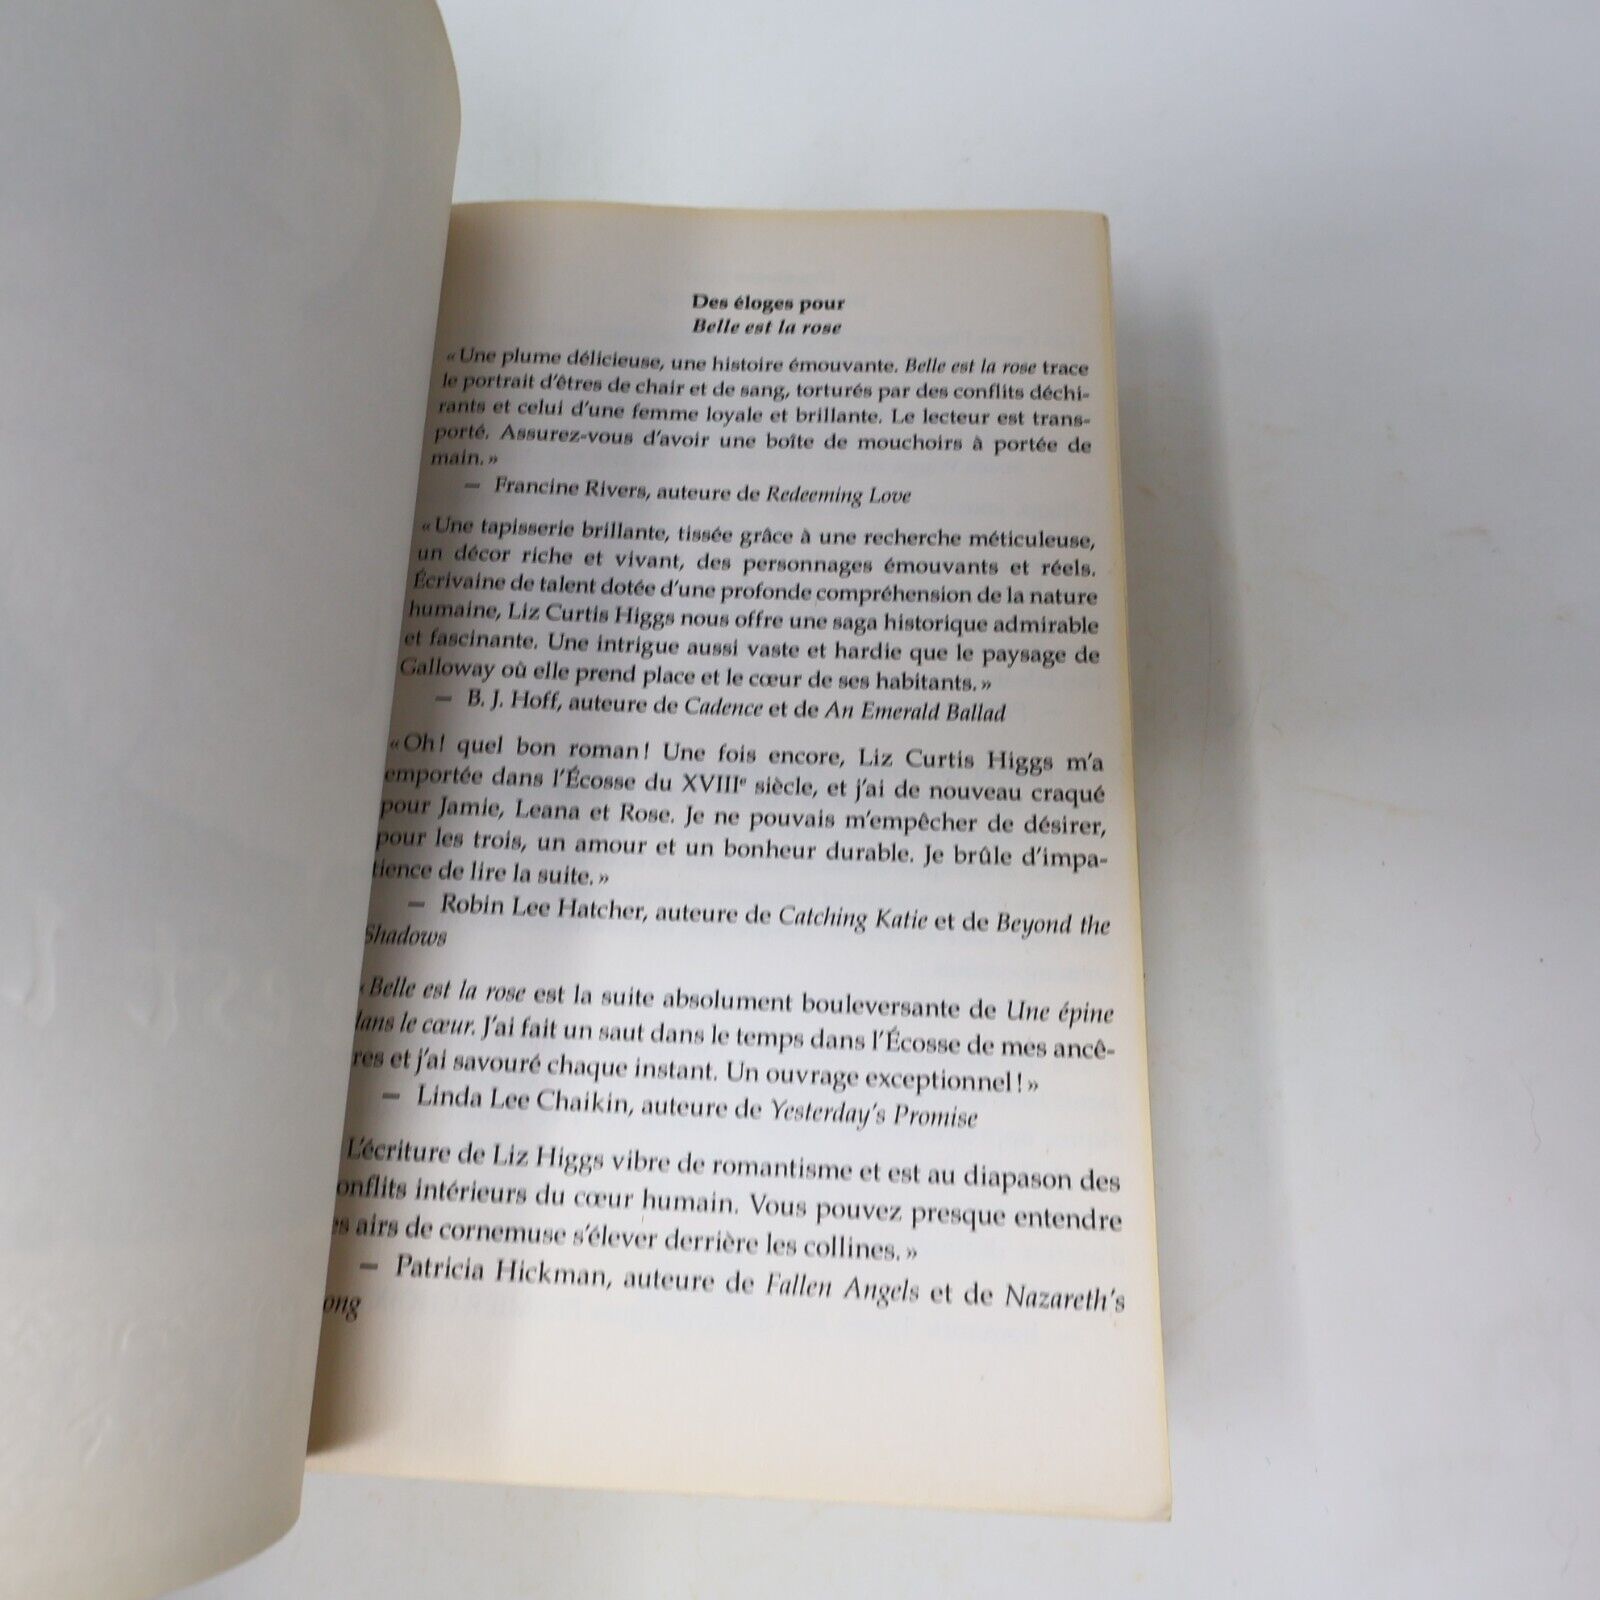 Des éloges pour
Belle est la rose
« Une plume délicieuse, une histoire émouvante. Belle est la rose trace
le portrait d'êtres de chair et de sang, torturés par des conflits déchi-
rants et celui d'une femme loyale et brillante. Le lecteur est trans-
porté. Assurez-vous d'avoir une boîte de mouchoirs à portée de
main. »
— Francine Rivers, auteure de Redeeming Love
« Une tapisserie brillante, tissée grâce à une recherche méticuleuse,
un décor riche et vivant, des personnages émouvants et réels.
Écrivaine de talent dotée d'une profonde compréhension de la nature
humaine, Liz Curtis Higgs nous offre une saga historique admirable
et fascinante. Une intrigue aussi vaste et hardie que le paysage de
Galloway où elle prend place et le cœur de ses habitants. »
— B. J. Hoff, auteure de Cadence et de An Emerald Ballad
« Oh! quel bon roman! Une fois encore, Liz Curtis Higgs m'a
emportée dans l'Écosse du XVIIIe siècle, et j'ai de nouveau craqué
pour Jamie, Leana et Rose. Je ne pouvais m'empêcher de désirer,
pour les trois, un amour et un bonheur durable. Je brûle d'impa-
tience de lire la suite. »
— Robin Lee Hatcher, auteure de Catching Katie et de Beyond the
Shadows
« Belle est la rose est la suite absolument bouleversante de Une épine
dans le cœur. J'ai fait un saut dans le temps dans l'Écosse de mes ancê-
res et j'ai savouré chaque instant. Un ouvrage exceptionnel! »
— Linda Lee Chaikin, auteure de Yesterday's Promise
L'écriture de Liz Higgs vibre de romantisme et est au diapason des
onflits intérieurs du cœur humain. Vous pouvez presque entendre
es airs de cornemuse s'élever derrière les collines. »
— Patricia Hickman, auteure de Fallen Angels et de Nazareth's
ong